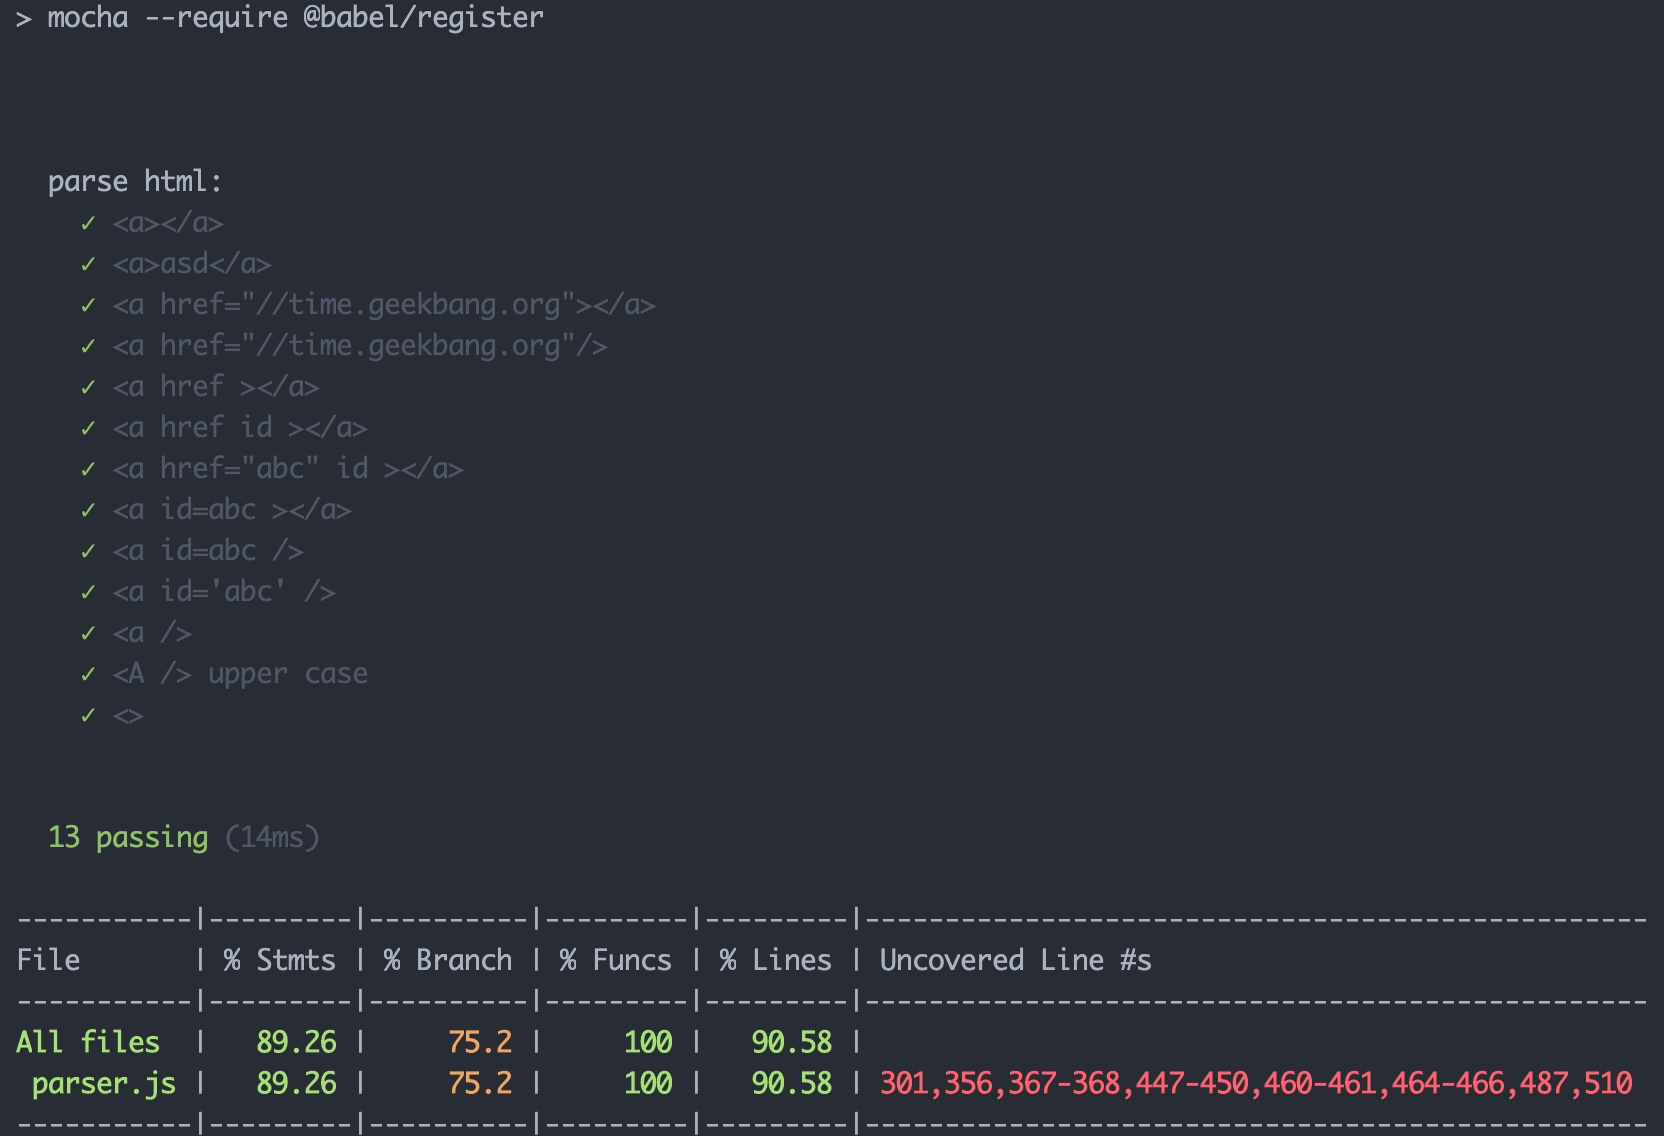 > mocha --require @babel/register
parse html:
✓ <a></a>
✓ <a>asd</a>
✓ <a href="//time.geekbang.org"></a>
✓ <a href="//time.geekbang.org"/>
✓ <a href ></a>
✓ <a href id ></a>
✓ <a href="abc" id ></a>
✓ <a id=abc ></a>
✓ <a id=abc />
✓ <a id='abc' />
✓ <a />
✓ <A /> upper case
✓ <>
13 passing (14ms)
-----------|---------|----------|---------|---------|-------------------------------------------------
File       | % Stmts | % Branch | % Funcs | % Lines | Uncovered Line #s
-----------|---------|----------|---------|---------|-------------------------------------------------
All files  |   89.26 |     75.2 |     100 |   90.58 |
 parser.js |   89.26 |     75.2 |     100 |   90.58 | 301,356,367-368,447-450,460-461,464-466,487,510
-----------|---------|----------|---------|---------|-------------------------------------------------